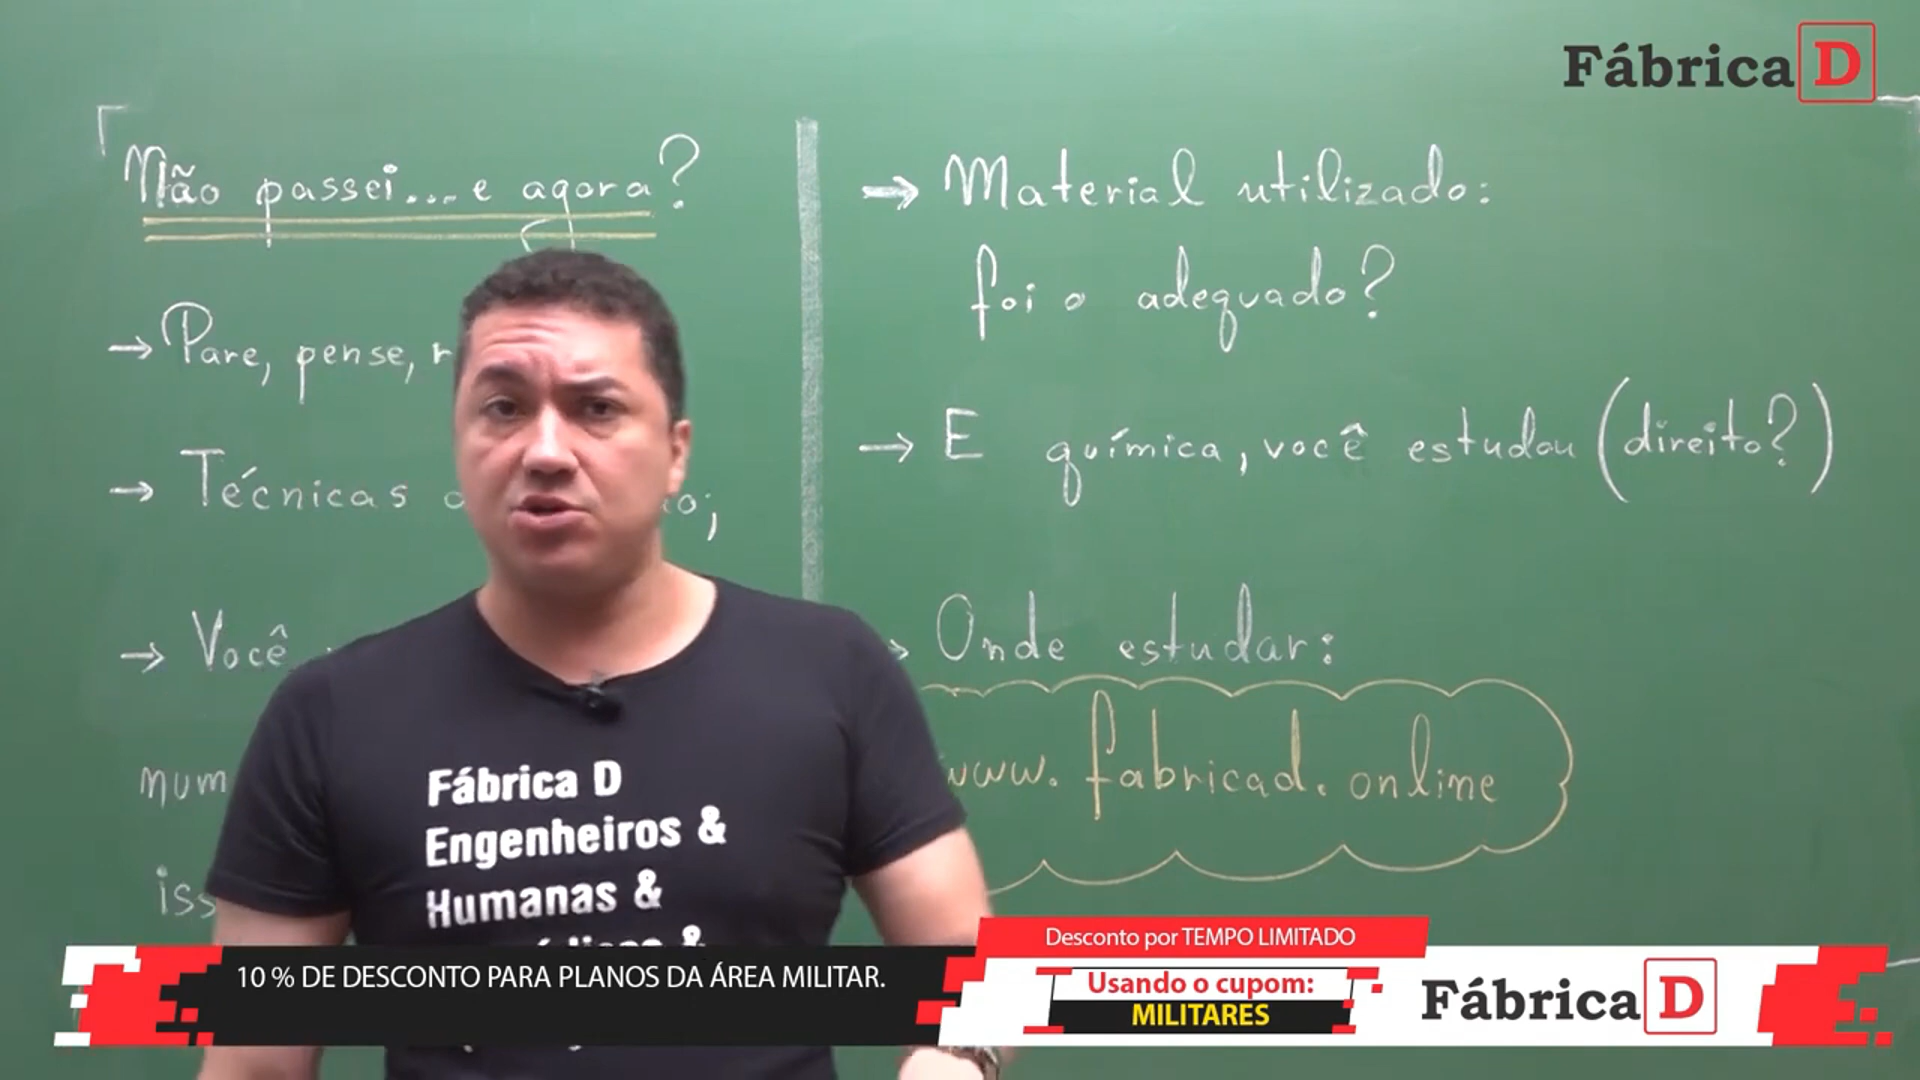 Fábrica D
Não passei... e agora?
→ Pare, pense,
→ Técnicas
→ Você
num
→ Material utilizado:
foi o adequado?
→ E química, você estudou (direito?)
Onde estudar:
www.fabricad.online
Fábrica D
Engenheiros &
Humanas &
10 % DE DESCONTO PARA PLANOS DA ÁREA MILITAR.
Desconto por TEMPO LIMITADO
Usando o cupom:
MILITARES
Fábrica D